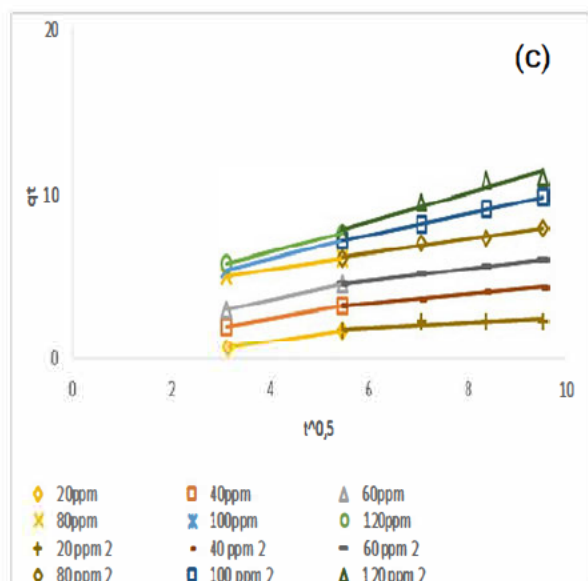 20
(c)
qt
10
0
0 2 4 6 8 10
t^0,5
20ppm 40ppm 60ppm
80ppm 100ppm 120ppm
20 ppm 2 40 ppm 2 60 ppm 2
80 ppm 2 100 ppm 2 120 ppm 2